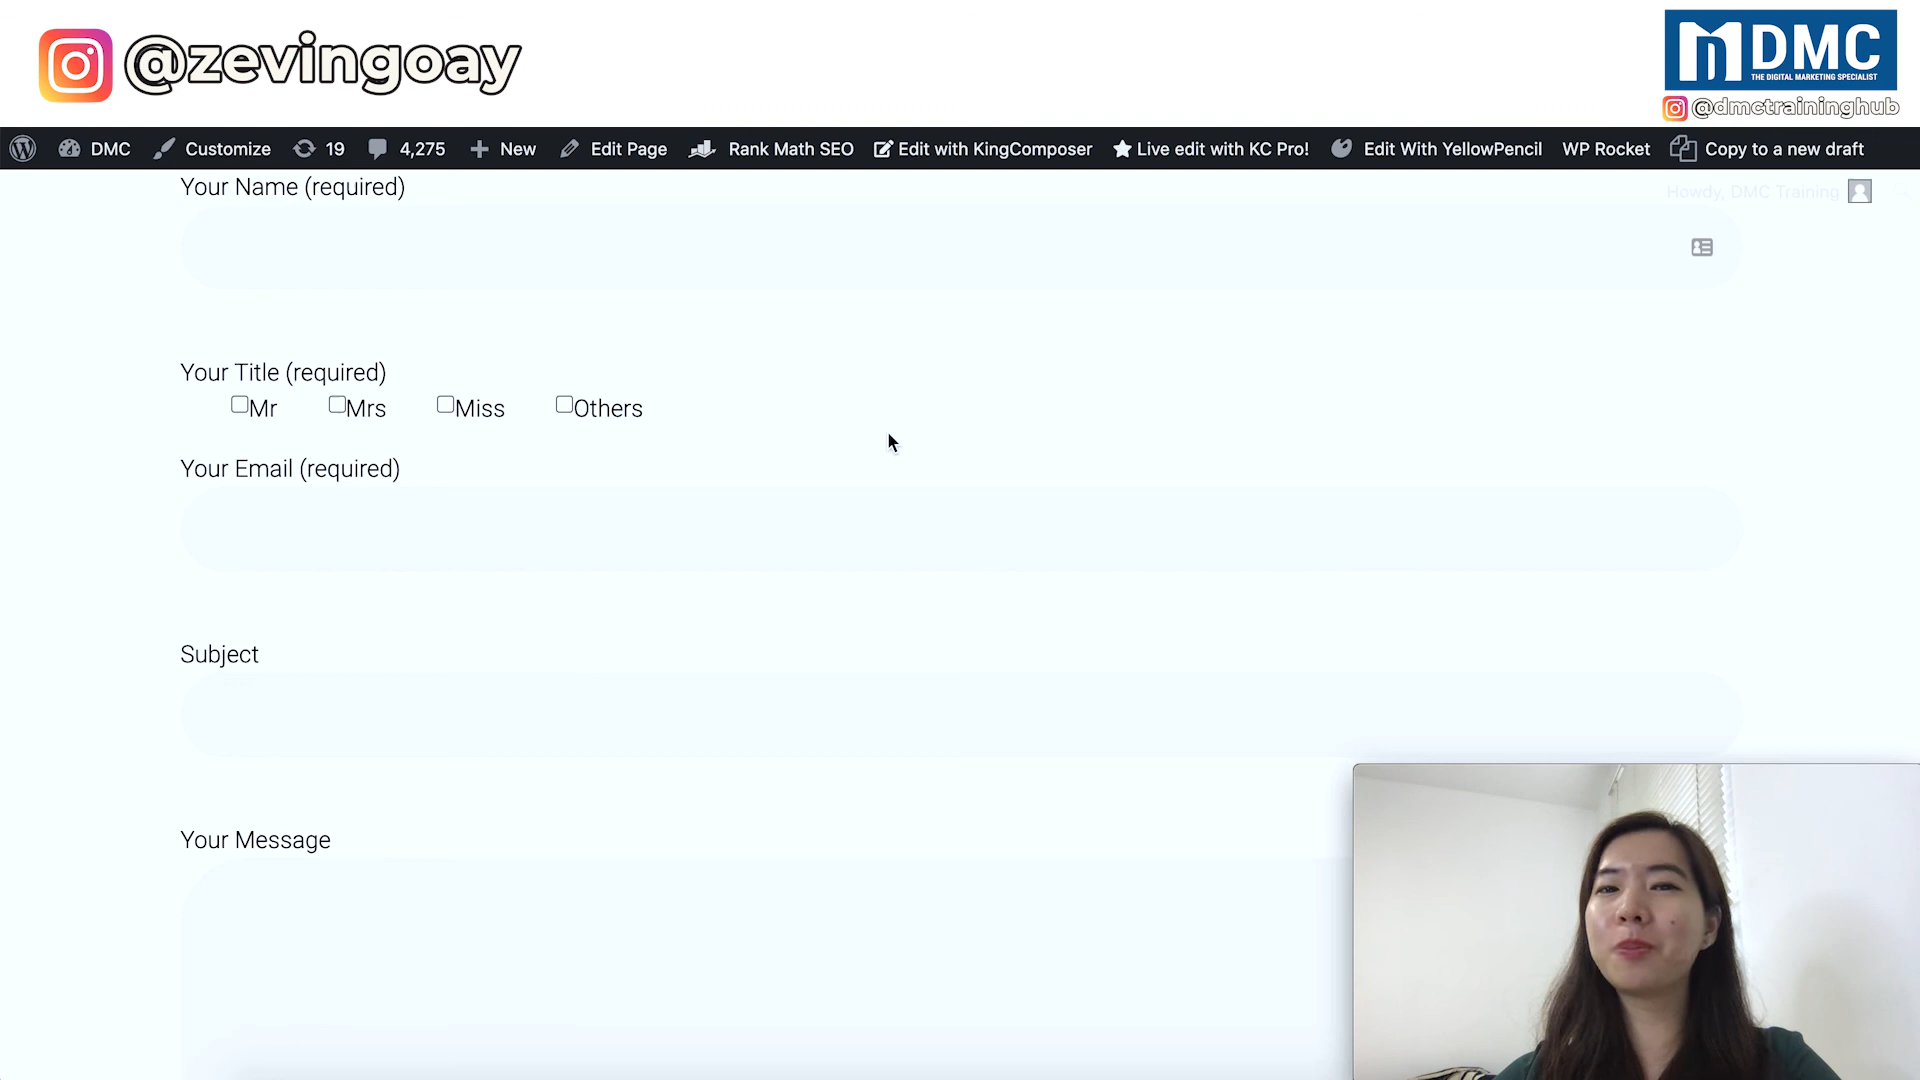 @zevingoay
DMC
THE DIGITAL MARKETING SPECIALIST
@dmctraininghub
DMC Customize 19 4,275 New Edit Page Rank Math SEO Edit with KingComposer Live edit with KC Pro! Edit With YellowPencil WP Rocket Copy to a new draft
Howdy, DMC Training
Your Name (required)
Your Title (required)
Mr Mrs Miss Others
Your Email (required)
Subject
Your Message